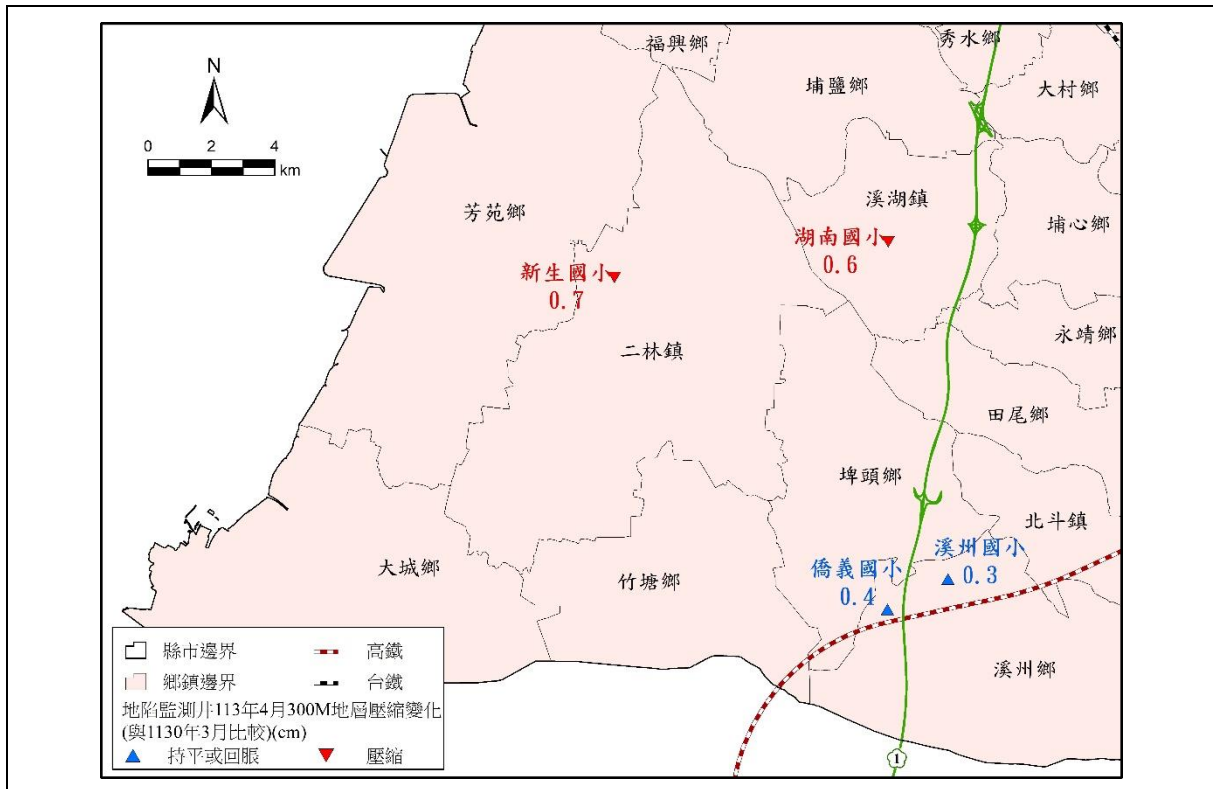 福興鄉
秀水鄉
N
埔鹽鄉
大村鄉
0 2 4
km
溪湖鎮
芳苑鄉
埔心鄉
湖南國小
0.6
新生國小
0.7
永靖鄉
二林鎮
田尾鄉
埤頭鄉
北斗鎮
溪州國小
0.3
僑義國小
0.4
大城鄉
竹塘鄉
溪州鄉
縣市邊界 高鐵
鄉鎮邊界 台鐵
地陷監測井113年4月300M地層壓縮變化
(與1130年3月比較)(cm)
持平或回脹 壓縮
1